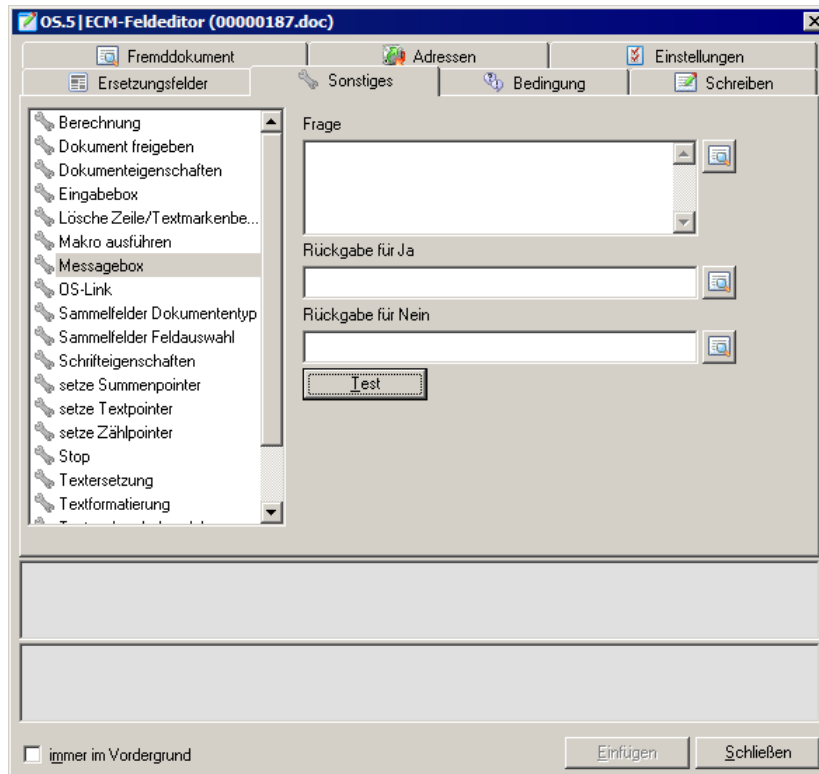 OS.5|ECM-Feldeditor (00000187.doc)
Fremddokument
Adressen
Einstellungen
Ersetzungsfelder
Sonstiges
Bedingung
Schreiben
Berechnung
Dokument freigeben
Dokumenteigenschaften
Eingabebox
Lösche Zeile/Textmarkenbe...
Makro ausführen
Messagebox
OS-Link
Sammelfelder Dokumententyp
Sammelfelder Feldauswahl
Schrifteigenschaften
setze Summenpointer
setze Textpointer
setze Zählpointer
Stop
Textersetzung
Textformatierung
Frage
Rückgabe für Ja
Rückgabe für Nein
Test
immer im Vordergrund
Einfügen
Schließen